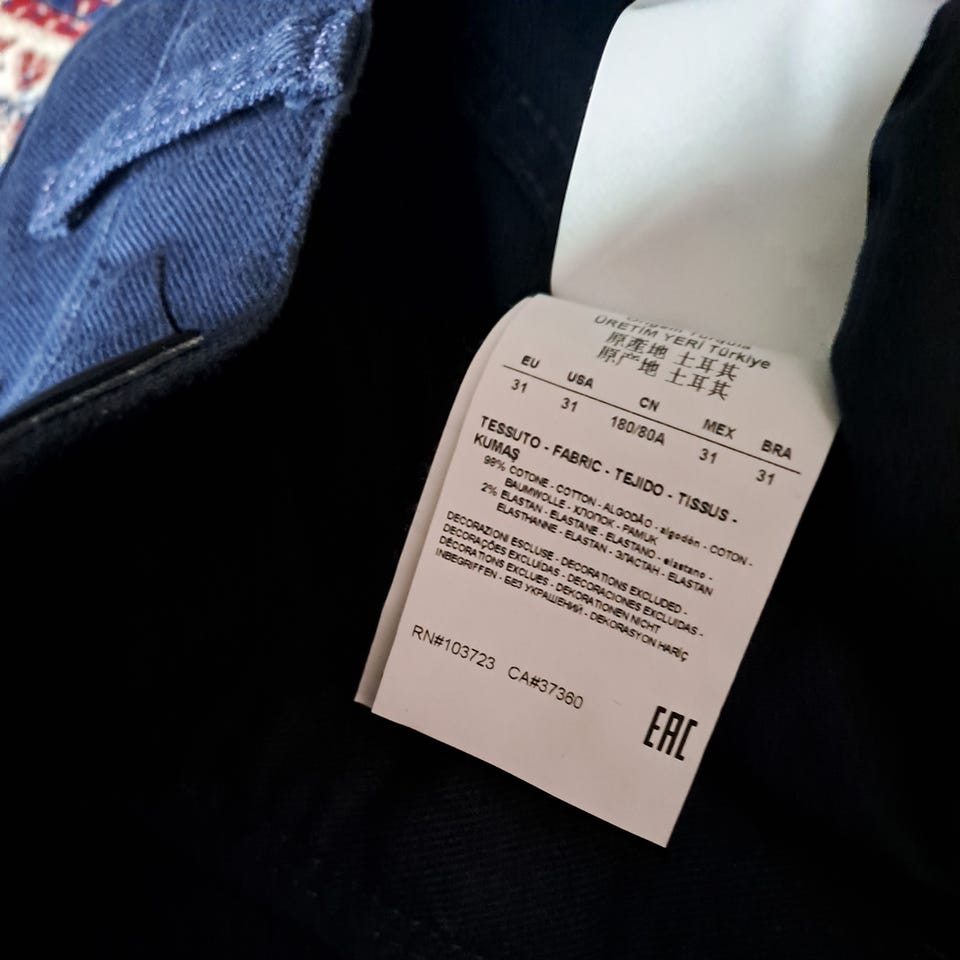 ÜRETİM YERİ Türkiye
原産地 土耳其
原产地 土耳其
EU USA CN MEX BRA
31 31 180/80A 31 31
TESSUTO - FABRIC - TEJIDO - TISSUS -
KUMAŞ
98% COTONE - COTTON - ALGODÃO - algodón - COTON -
BAUMWOLLE - ХЛОПОК - PAMUK
2% ELASTAN - ELASTANE - ELASTANO - elastano -
ELASTHANNE - ELASTAN - ЭЛАСТАН - ELASTAN
DECORAZIONI ESCLUSE - DECORATIONS EXCLUDED -
DECORAÇÕES EXCLUIDAS - DECORACIONES EXCLUIDAS -
DÉCORATIONS EXCLUES - DEKORATIONEN NICHT
INBEGRIFFEN - БЕЗ УКРАШЕНИЙ - DEKORASYON HARİÇ
RN#103723 CA#37360
EAC